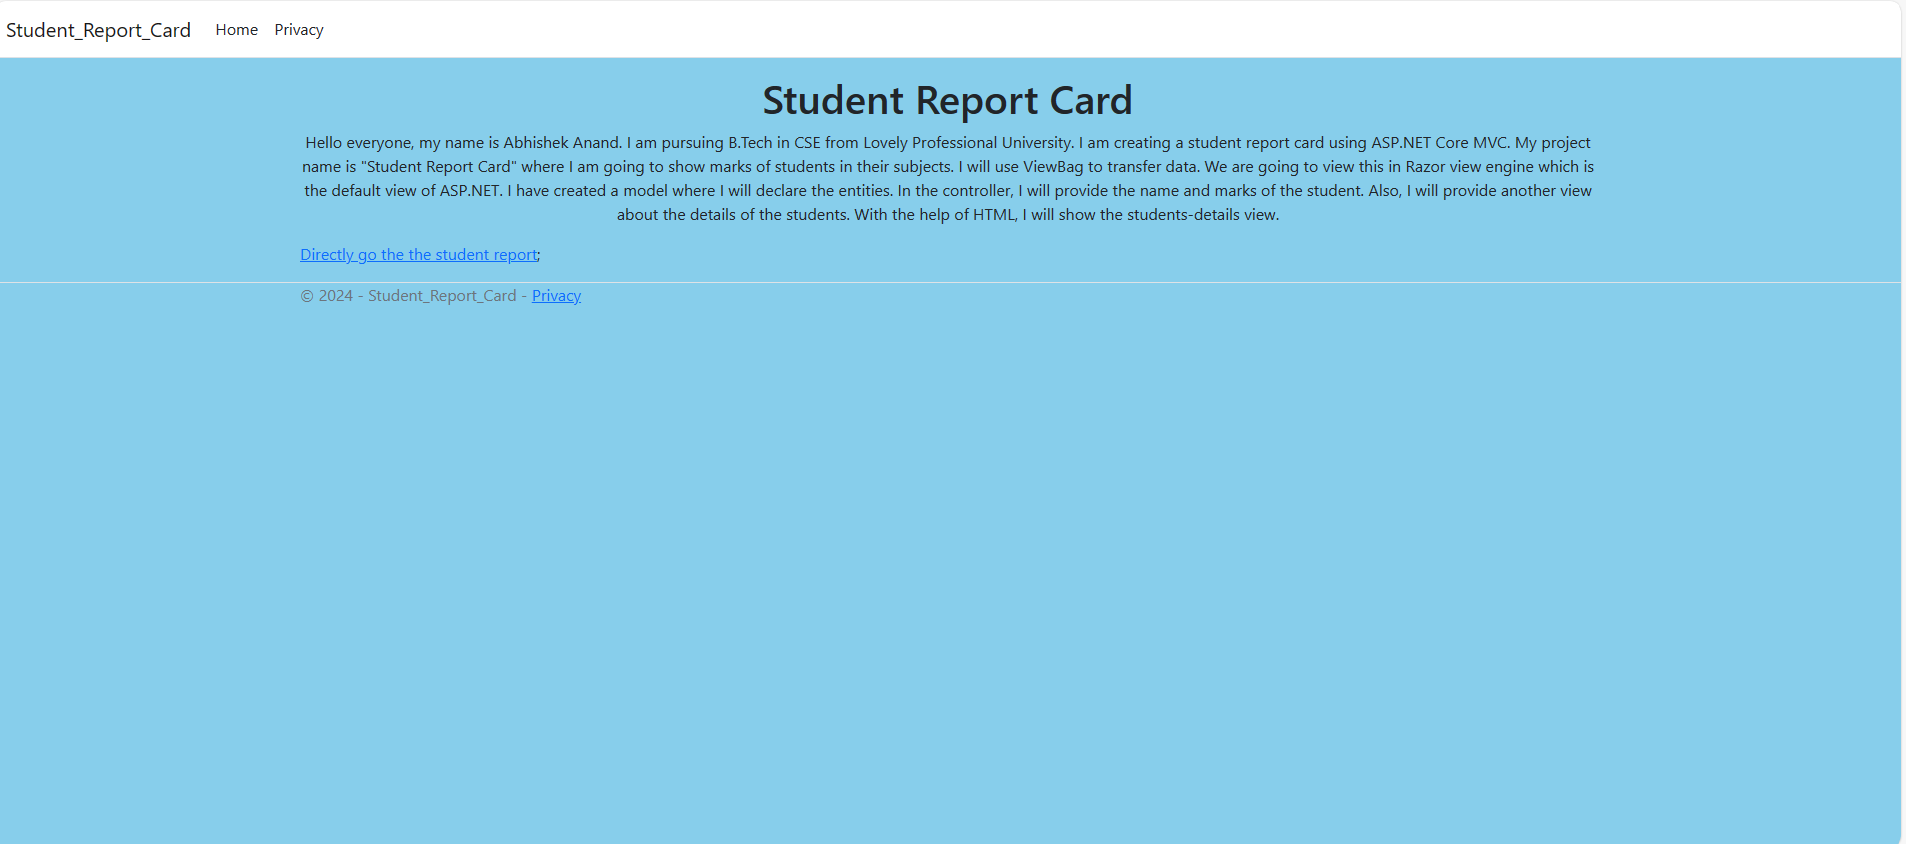 Student_Report_Card Home Privacy
Student Report Card
Hello everyone, my name is Abhishek Anand. I am pursuing B.Tech in CSE from Lovely Professional University. I am creating a student report card using ASP.NET Core MVC. My project
name is "Student Report Card" where I am going to show marks of students in their subjects. I will use ViewBag to transfer data. We are going to view this in Razor view engine which is
the default view of ASP.NET. I have created a model where I will declare the entities. In the controller, I will provide the name and marks of the student. Also, I will provide another view
about the details of the students. With the help of HTML, I will show the students-details view.
Directly go the the student report;
© 2024 - Student_Report_Card - Privacy